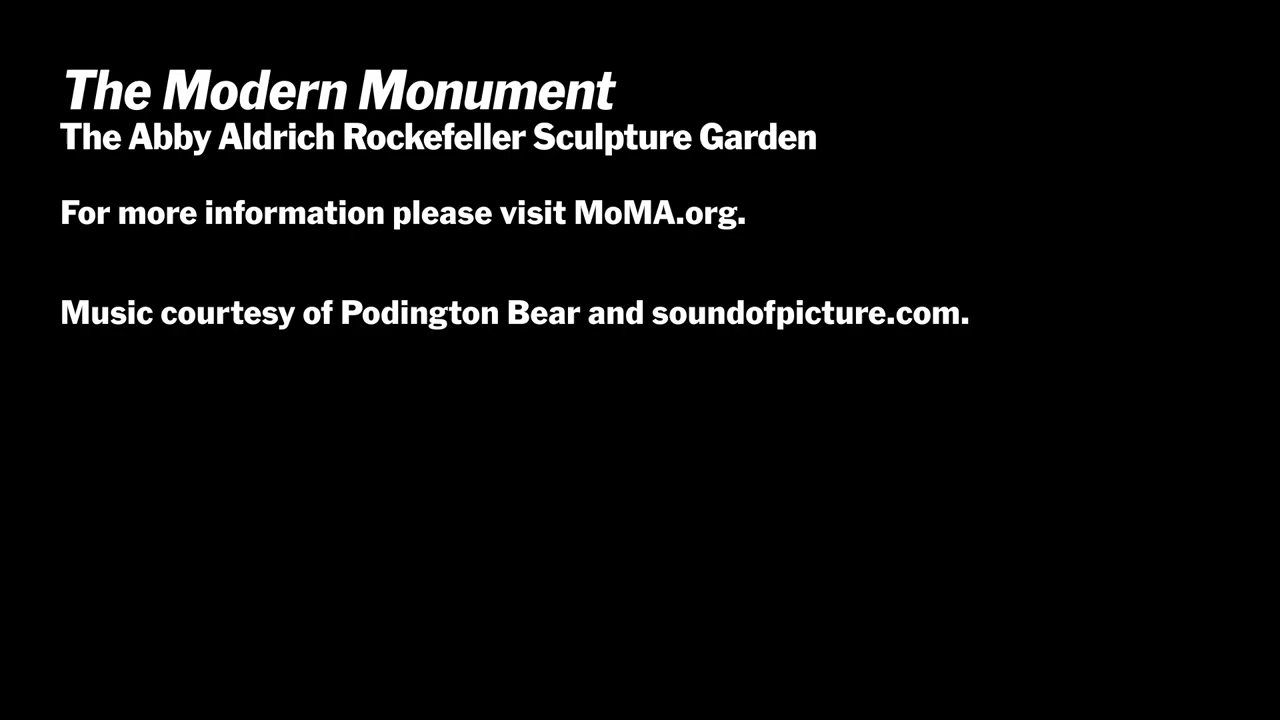 The Modern Monument
The Abby Aldrich Rockefeller Sculpture Garden
For more information please visit MoMA.org.
Music courtesy of Podington Bear and soundofpicture.com.